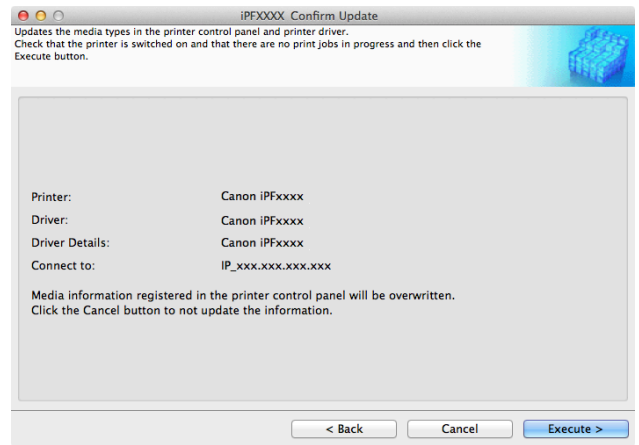 iPFXXXX Confirm Update
Updates the media types in the printer control panel and printer driver.
Check that the printer is switched on and that there are no print jobs in progress and then click the
Execute button.
Printer: Canon iPFxxxx
Driver: Canon iPFxxxx
Driver Details: Canon iPFxxxx
Connect to: IP_xxx.xxx.xxx.xxx
Media information registered in the printer control panel will be overwritten.
Click the Cancel button to not update the information.
< Back Cancel Execute >